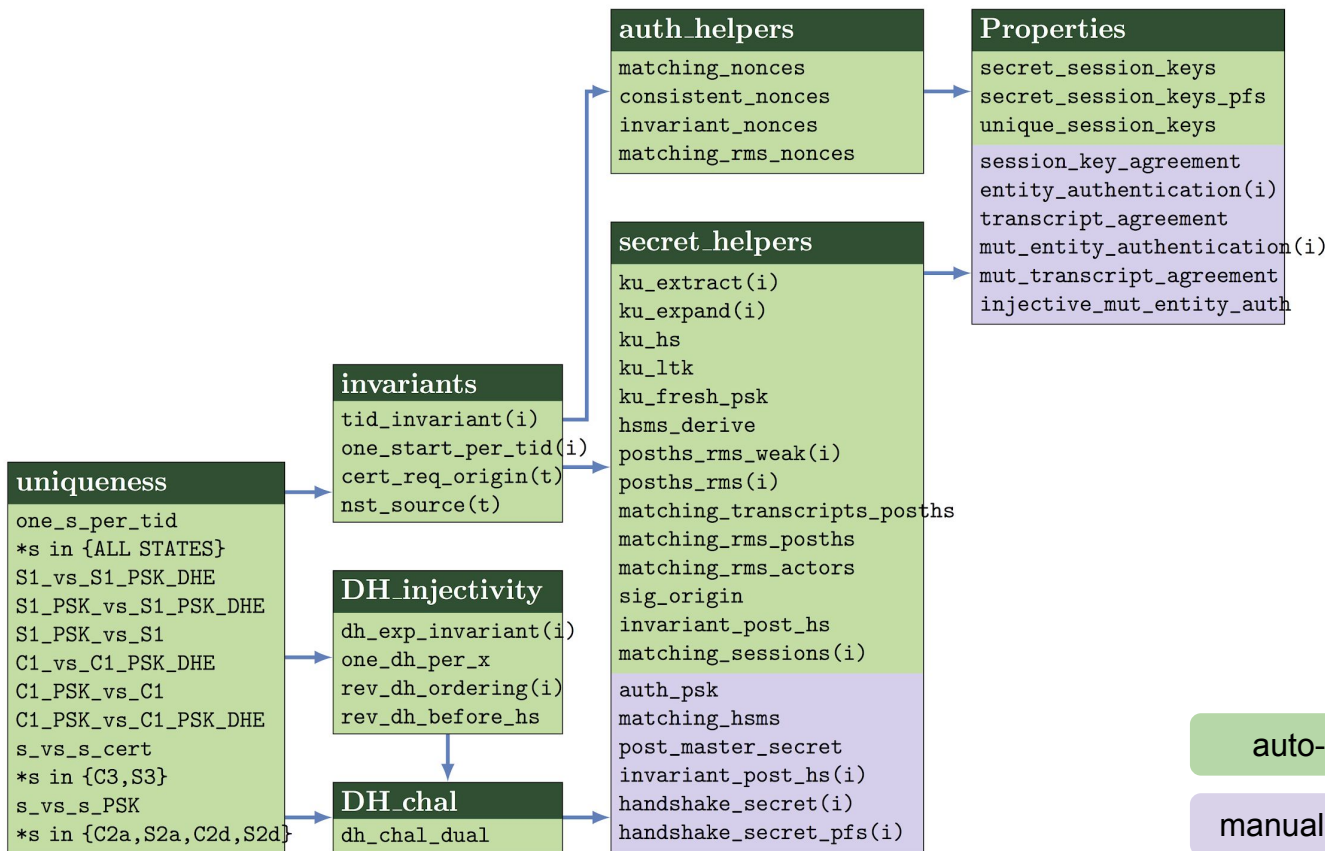 auth_helpers
matching_nonces
consistent_nonces
invariant_nonces
matching_rms_nonces
Properties
secret_session_keys
secret_session_keys_pfs
unique_session_keys
session_key_agreement
entity_authentication(i)
transcript_agreement
mut_entity_authentication(i)
mut_transcript_agreement
injective_mut_entity_auth
secret_helpers
ku_extract(i)
ku_expand(i)
ku_hs
ku_ltk
ku_fresh_psk
hsms_derive
posths_rms_weak(i)
posths_rms(i)
matching_transcripts_posths
matching_rms_posths
matching_rms_actors
sig_origin
invariant_post_hs
matching_sessions(i)
auth_psk
matching_hsms
post_master_secret
invariant_post_hs(i)
handshake_secret(i)
handshake_secret_pfs(i)
invariants
tid_invariant(i)
one_start_per_tid(i)
cert_req_origin(t)
nst_source(t)
uniqueness
one_s_per_tid
*s in {ALL STATES}
S1_vs_S1_PSK_DHE
S1_PSK_vs_S1_PSK_DHE
S1_PSK_vs_S1
C1_vs_C1_PSK_DHE
C1_PSK_vs_C1
C1_PSK_vs_C1_PSK_DHE
s_vs_s_cert
*s in {C3,S3}
s_vs_s_PSK
*s in {C2a,S2a,C2d,S2d}
DH_injectivity
dh_exp_invariant(i)
one_dh_per_x
rev_dh_ordering(i)
rev_dh_before_hs
DH_chal
dh_chal_dual
auto-
manual